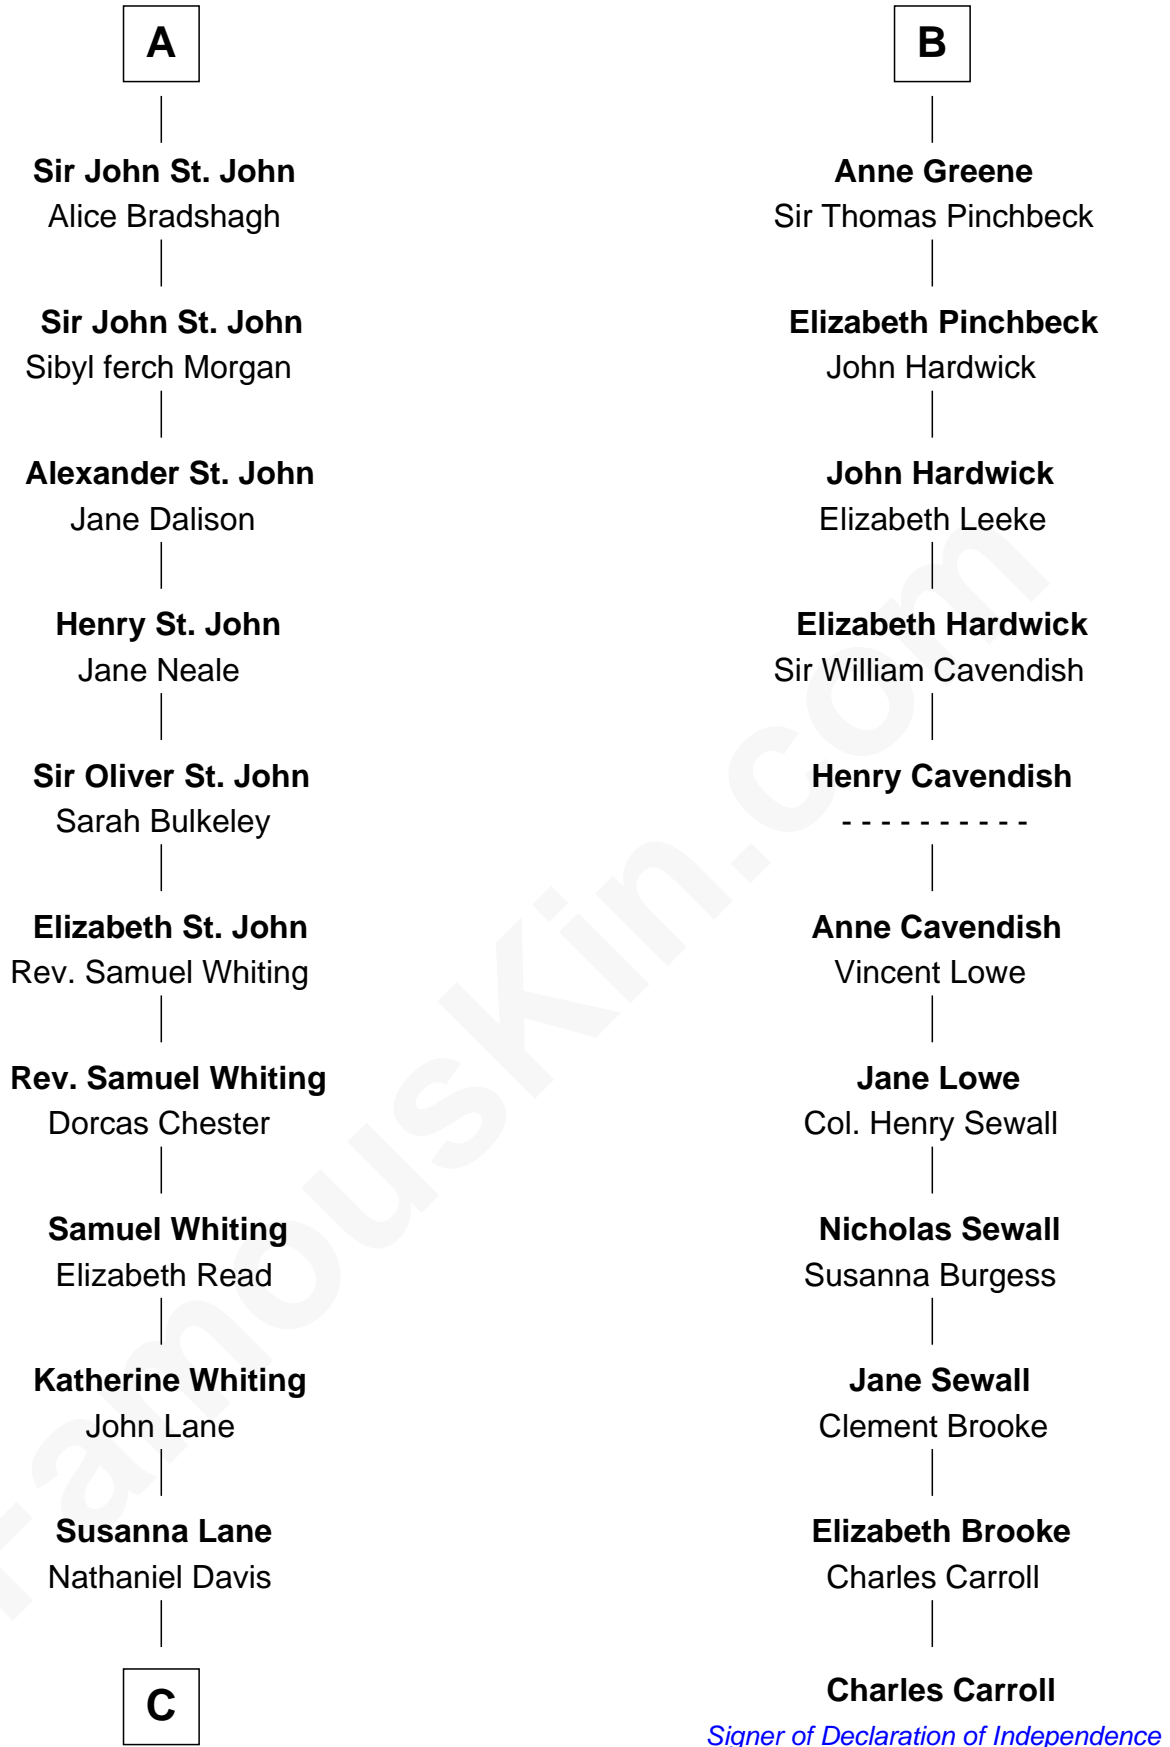 A
Sir John St. John
Alice Bradshagh
Sir John St. John
Sibyl ferch Morgan
Alexander St. John
Jane Dalison
Henry St. John
Jane Neale
Sir Oliver St. John
Sarah Bulkeley
Elizabeth St. John
Rev. Samuel Whiting
Rev. Samuel Whiting
Dorcas Chester
Samuel Whiting
Elizabeth Read
Katherine Whiting
John Lane
Susanna Lane
Nathaniel Davis
C
B
Anne Greene
Sir Thomas Pinchbeck
Elizabeth Pinchbeck
John Hardwick
John Hardwick
Elizabeth Leeke
Elizabeth Hardwick
Sir William Cavendish
Henry Cavendish
- - - - - - - - - -
Anne Cavendish
Vincent Lowe
Jane Lowe
Col. Henry Sewall
Nicholas Sewall
Susanna Burgess
Jane Sewall
Clement Brooke
Elizabeth Brooke
Charles Carroll
Charles Carroll
Signer of Declaration of Independence
FamousKin.com